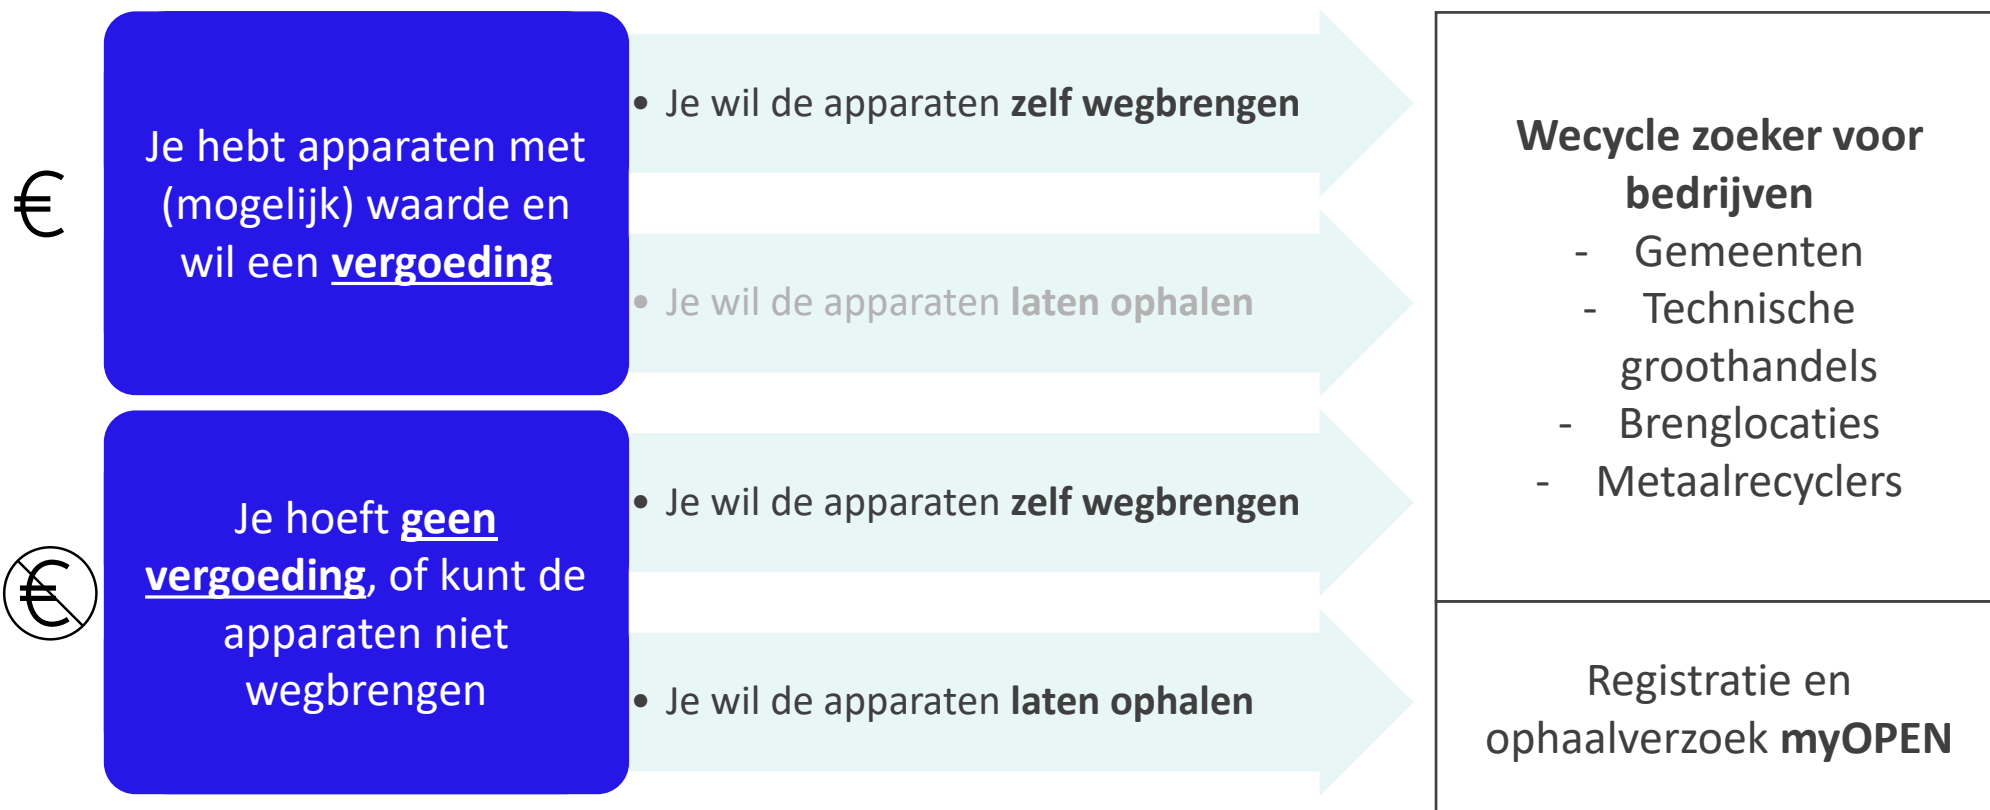 €
Je hebt apparaten met
(mogelijk) waarde en
wil een vergoeding
• Je wil de apparaten zelf wegbrengen
• Je wil de apparaten laten ophalen
€
Je hoeft geen
vergoeding, of kunt de
apparaten niet
wegbrengen
• Je wil de apparaten zelf wegbrengen
• Je wil de apparaten laten ophalen
Wecycle zoeker voor
bedrijven
- Gemeenten
- Technische
groothandels
- Brenglocaties
- Metaalrecyclers
Registratie en
ophaalverzoek myOPEN